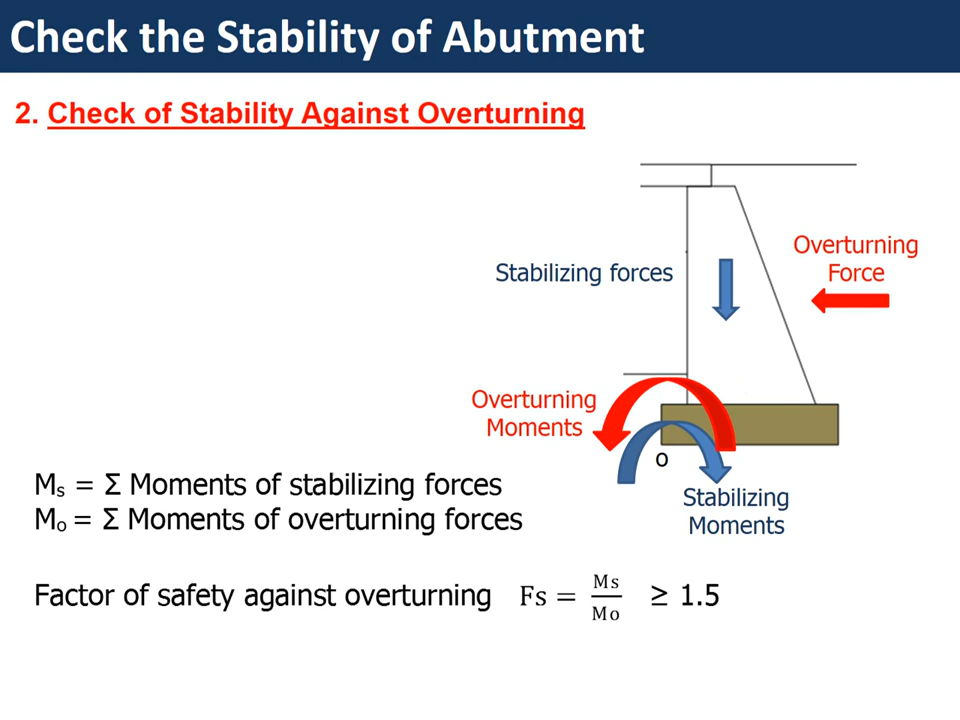 Check the Stability of Abutment
2. Check of Stability Against Overturning
Overturning
Force
Stabilizing forces
Overturning
Moments
o
Stabilizing
Moments
Ms = Σ Moments of stabilizing forces
Mo = Σ Moments of overturning forces
Factor of safety against overturning Fs = Ms/Mo ≥ 1.5